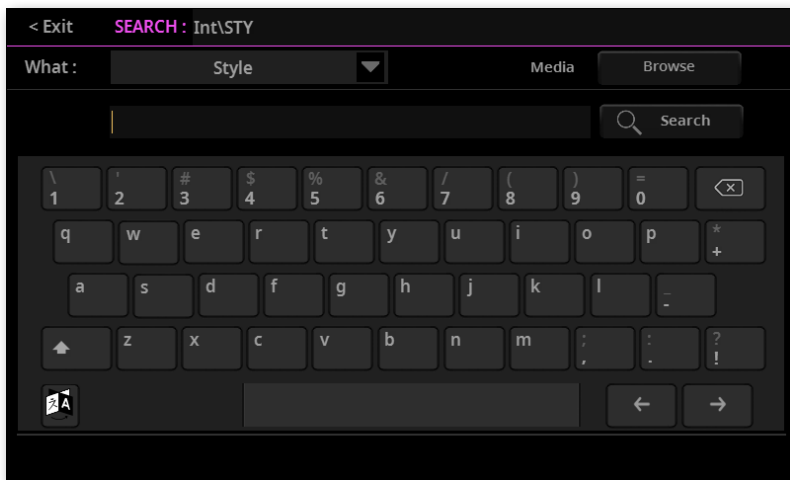 < Exit SEARCH : Int\STY
What : Style Media Browse
Search
\ ' # $ % & / ( ) =
1 2 3 4 5 6 7 8 9 0
q w e r t y u i o p * +
a s d f g h j k l _ -
z x c v b n m ; , : . ? !
文 A
← →